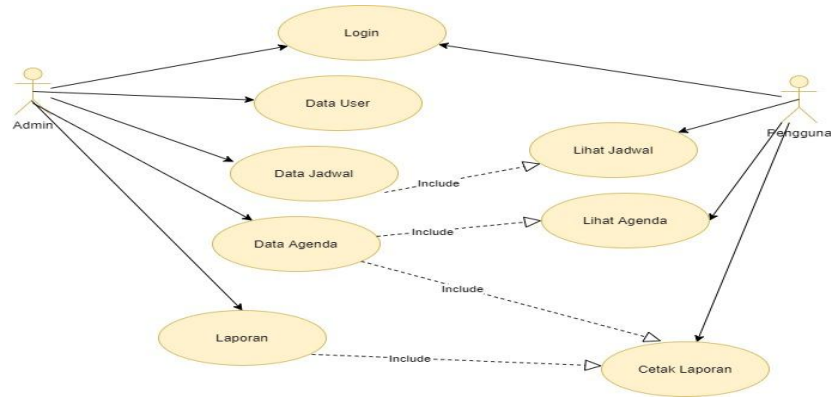 Login
Data User
Admin
Pengguna
Lihat Jadwal
Data Jadwal
Include
Lihat Agenda
Include
Data Agenda
Include
Laporan
Include
Cetak Laporan